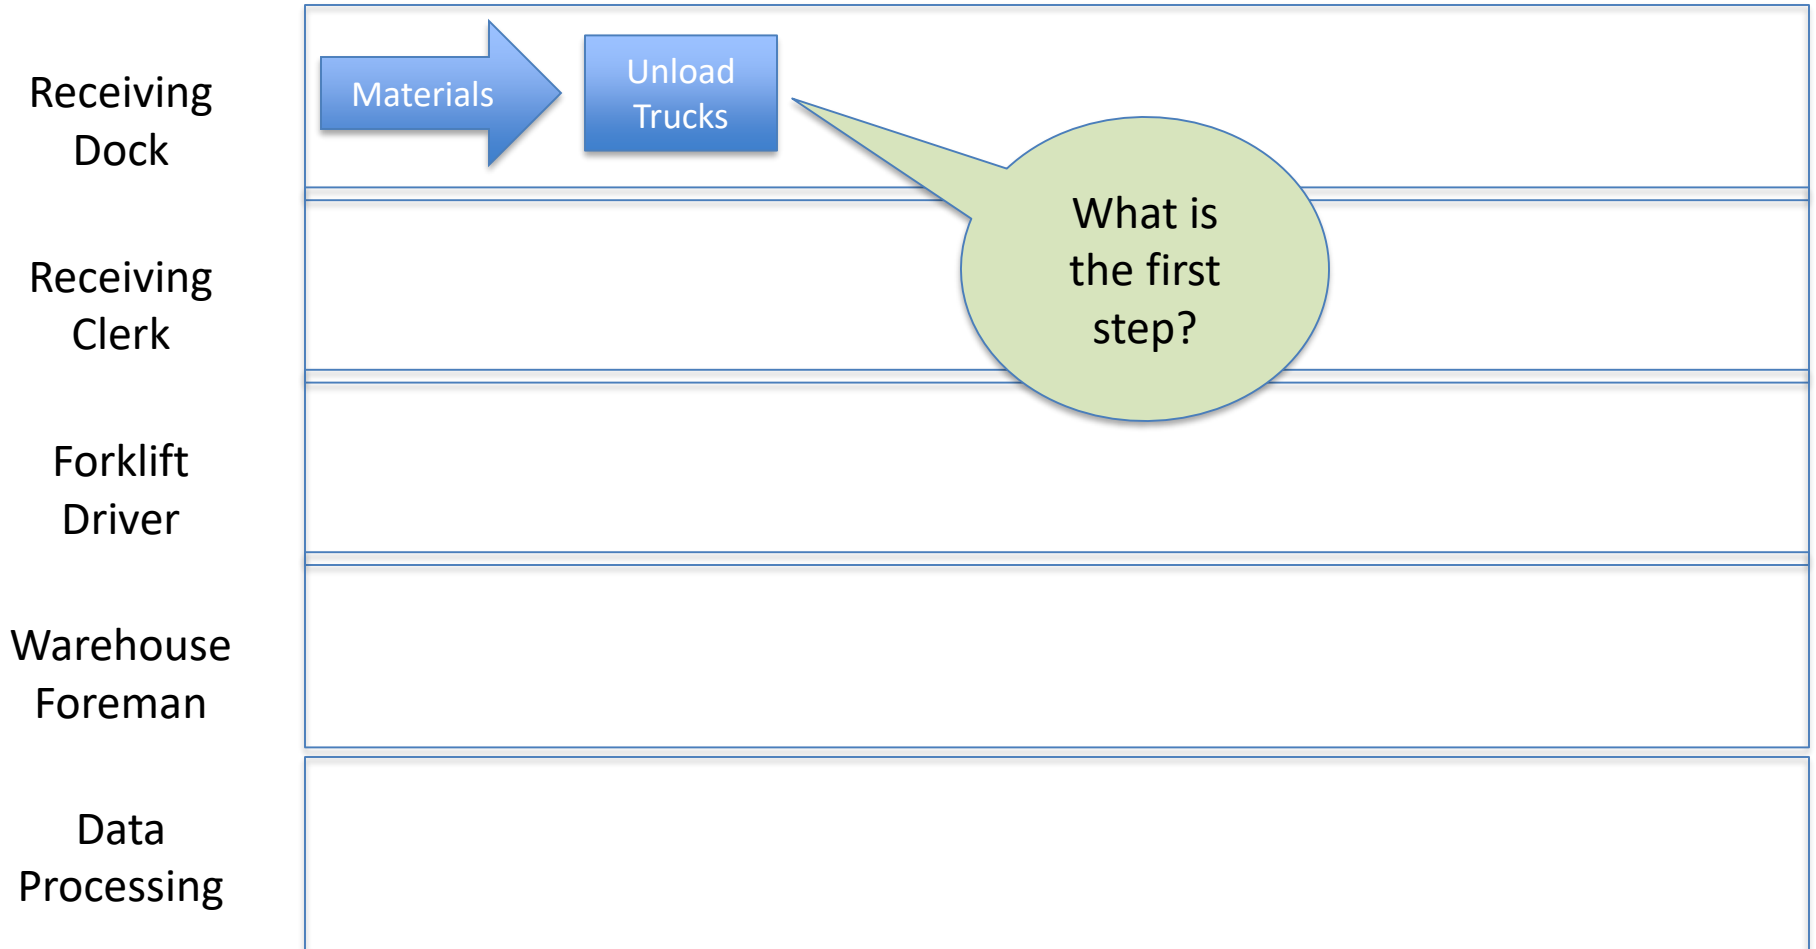 Receiving
Dock
Materials
Unload
Trucks
What is
the first
step?
Receiving
Clerk
Forklift
Driver
Warehouse
Foreman
Data
Processing